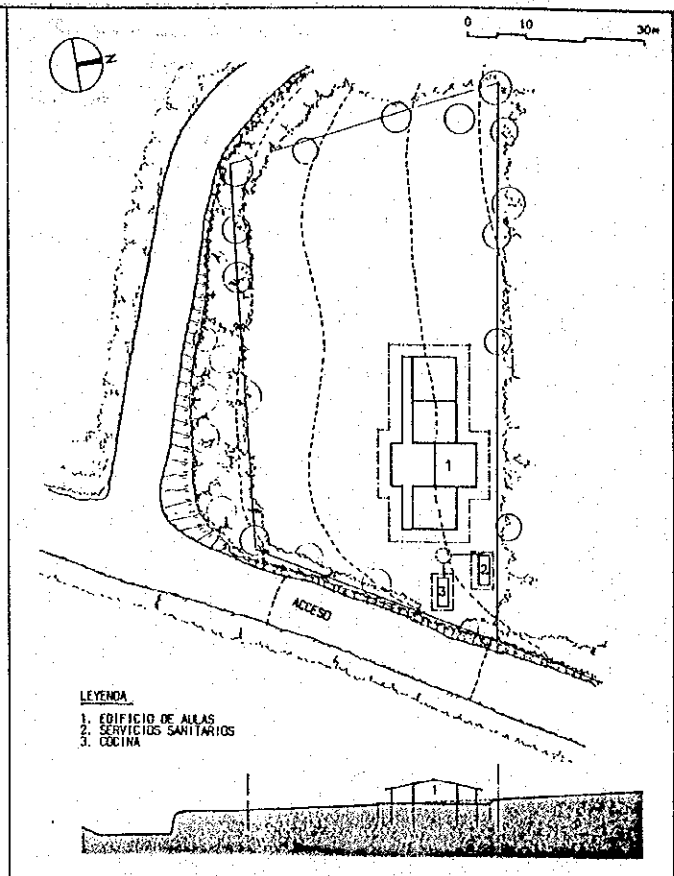 0 10 30M
N
1
2
3
ACCESO
LEYENDA
1. EDIFICIO DE AULAS
2. SERVICIOS SANITARIOS
3. COCINA
1